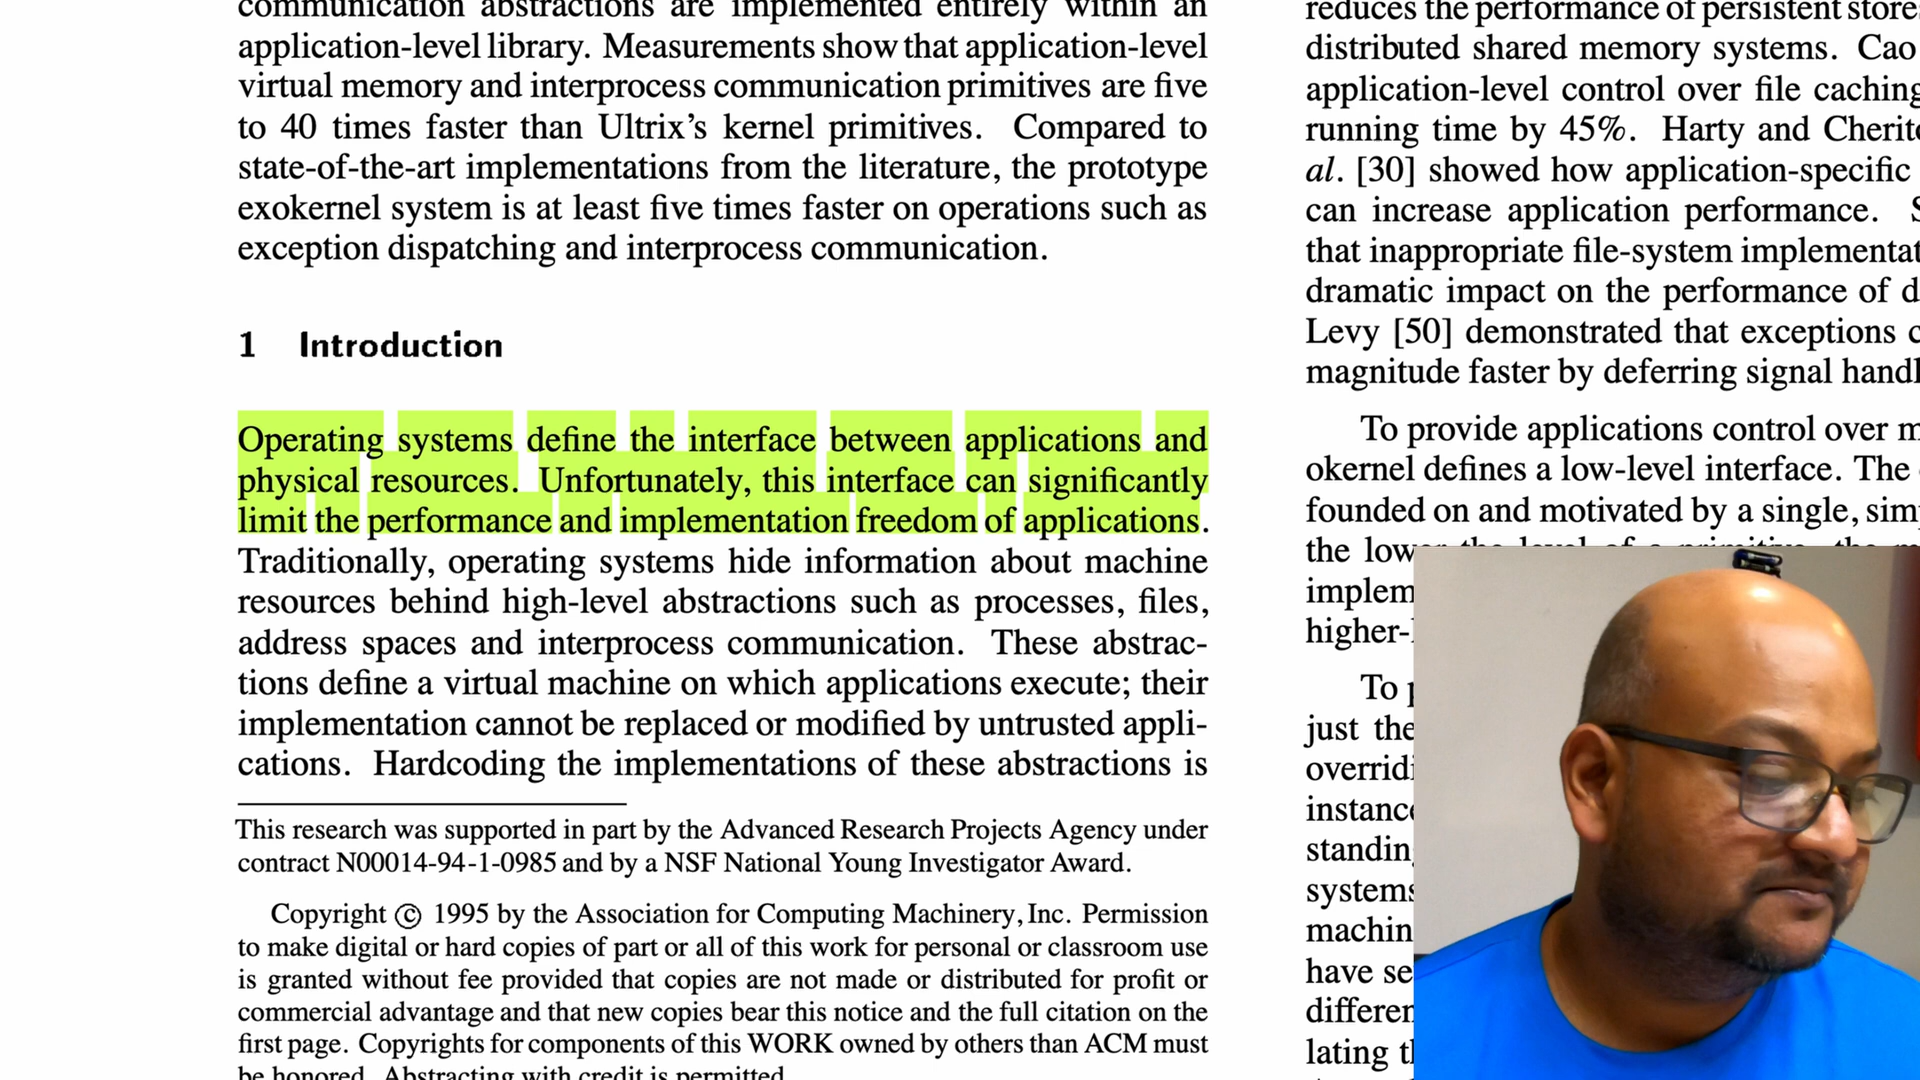 communication abstractions are implemented entirely within an
application-level library. Measurements show that application-level
virtual memory and interprocess communication primitives are five
to 40 times faster than Ultrix's kernel primitives. Compared to
state-of-the-art implementations from the literature, the prototype
exokernel system is at least five times faster on operations such as
exception dispatching and interprocess communication.
1 Introduction
Operating systems define the interface between applications and
physical resources. Unfortunately, this interface can significantly
limit the performance and implementation freedom of applications.
Traditionally, operating systems hide information about machine
resources behind high-level abstractions such as processes, files,
address spaces and interprocess communication. These abstrac-
tions define a virtual machine on which applications execute; their
implementation cannot be replaced or modified by untrusted appli-
cations. Hardcoding the implementations of these abstractions is
This research was supported in part by the Advanced Research Projects Agency under
contract N00014-94-1-0985 and by a NSF National Young Investigator Award.
Copyright © 1995 by the Association for Computing Machinery, Inc. Permission
to make digital or hard copies of part or all of this work for personal or classroom use
is granted without fee provided that copies are not made or distributed for profit or
commercial advantage and that new copies bear this notice and the full citation on the
first page. Copyrights for components of this WORK owned by others than ACM must
be honored. Abstracting with credit is permitted
reduces the performance of persistent
distributed shared memory systems. Cao
application-level control over file caching
running time by 45%. Harty and
al. [30] showed how application-specific
can increase application performance.
that inappropriate file-system
dramatic impact on the performance of
Levy [50] demonstrated that exceptions
magnitude faster by deferring signal
To provide applications control over
okernel defines a low-level interface. The
founded on and motivated by a single,
the lower the level of a primitive, the
implem
higher-
To
just the
overridi
instance
standing
systems
machin
have se
differen
lating